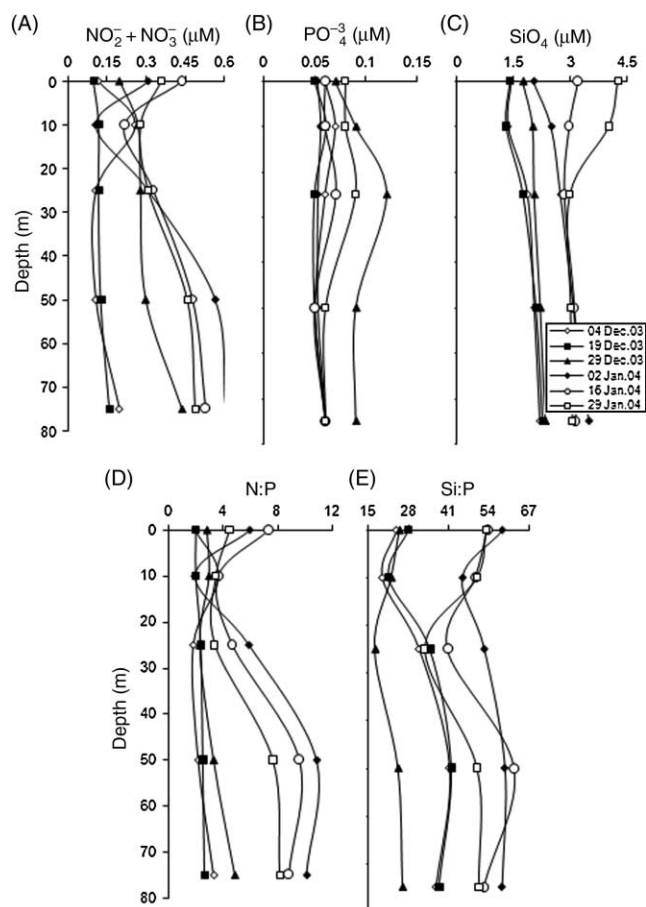 (A) NO₂⁻ + NO₃⁻ (μM)
0 0.15 0.3 0.45 0.6
0
10
20
30
40
50
60
70
80
Depth (m)
(B) PO₄⁻³ (μM)
0 0.05 0.1 0.15
(C) SiO₄ (μM)
0 1.5 3 4.5
04 Dec.03
19 Dec.03
29 Dec.03
02 Jan.04
16 Jan.04
29 Jan.04
(D) N:P
0 4 8 12
0
10
20
30
40
50
60
70
80
Depth (m)
(E) Si:P
15 28 41 54 67